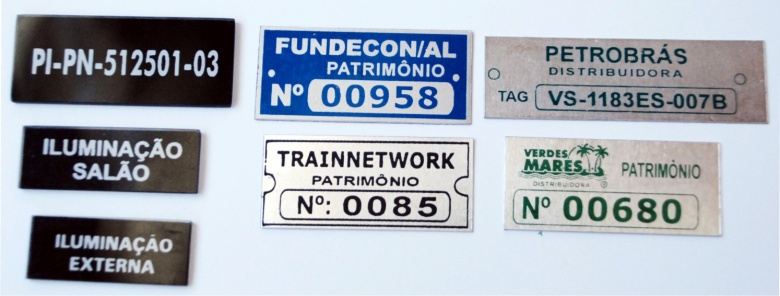 PI-PN-512501-03
ILUMINAÇÃO
SALÃO
ILUMINAÇÃO
EXTERNA
FUNDECON/AL
PATRIMÔNIO
Nº 00958
TRAINNETWORK
PATRIMÔNIO
Nº: 0085
PETROBRÁS
DISTRIBUIDORA
TAG VS-1183ES-007B
VERDES
MARES
DISTRIBUIDORA ®
PATRIMÔNIO
Nº 00680